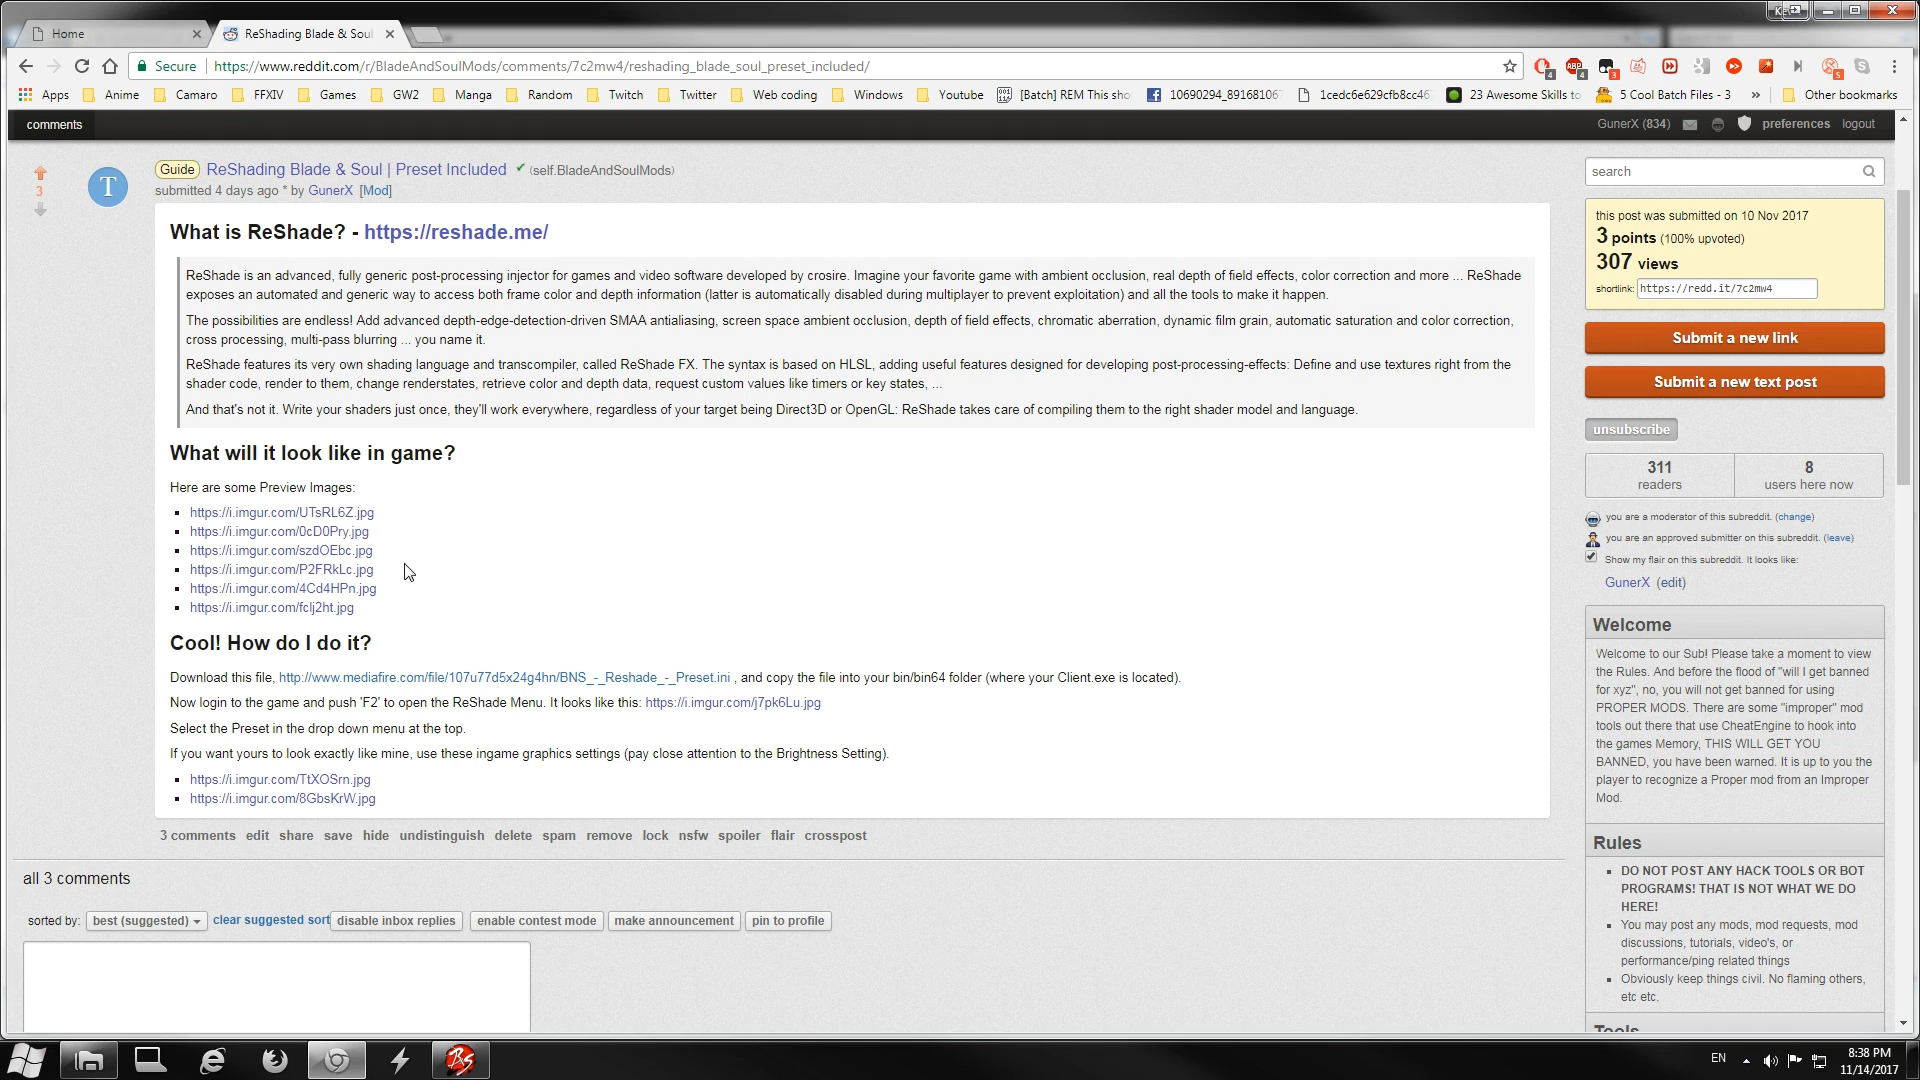 Home
ReShading Blade & Soul
Secure
https://www.reddit.com/r/BladeAndSoulMods/comments/7c2mw4/reshading_blade_soul_preset_included/
Apps Anime Camaro FFXIV Games GW2 Manga Random Twitch Twitter Web coding Windows Youtube [Batch] REM This sho 10690294_891681067 1cedc6e629cfb8cc46 23 Awesome Skills to 5 Cool Batch Files - 3 » Other bookmarks
comments
GunerX (834) preferences logout
3
T
Guide ReShading Blade & Soul | Preset Included (self.BladeAndSoulMods)
submitted 4 days ago * by GunerX [Mod]
What is ReShade? - https://reshade.me/
ReShade is an advanced, fully generic post-processing injector for games and video software developed by crosire. Imagine your favorite game with ambient occlusion, real depth of field effects, color correction and more ... ReShade
exposes an automated and generic way to access both frame color and depth information (latter is automatically disabled during multiplayer to prevent exploitation) and all the tools to make it happen.
The possibilities are endless! Add advanced depth-edge-detection-driven SMAA antialiasing, screen space ambient occlusion, depth of field effects, chromatic aberration, dynamic film grain, automatic saturation and color correction,
cross processing, multi-pass blurring ... you name it.
ReShade features its very own shading language and transcompiler, called ReShade FX. The syntax is based on HLSL, adding useful features designed for developing post-processing-effects: Define and use textures right from the
shader code, render to them, change renderstates, retrieve color and depth data, request custom values like timers or key states, ...
And that's not it. Write your shaders just once, they'll work everywhere, regardless of your target being Direct3D or OpenGL: ReShade takes care of compiling them to the right shader model and language.
What will it look like in game?
Here are some Preview Images:
https://i.imgur.com/UTsRL6Z.jpg
https://i.imgur.com/0cD0Pry.jpg
https://i.imgur.com/szdOEbc.jpg
https://i.imgur.com/P2FRkLc.jpg
https://i.imgur.com/4Cd4HPn.jpg
https://i.imgur.com/fclj2ht.jpg
Cool! How do I do it?
Download this file, http://www.mediafire.com/file/107u77d5x24g4hn/BNS_-_Reshade_-_Preset.ini , and copy the file into your bin/bin64 folder (where your Client.exe is located).
Now login to the game and push 'F2' to open the ReShade Menu. It looks like this: https://i.imgur.com/j7pk6Lu.jpg
Select the Preset in the drop down menu at the top.
If you want yours to look exactly like mine, use these ingame graphics settings (pay close attention to the Brightness Setting).
https://i.imgur.com/TtXOSrn.jpg
https://i.imgur.com/8GbsKrW.jpg
3 comments edit share save hide undistinguish delete spam remove lock nsfw spoiler flair crosspost
all 3 comments
sorted by: best (suggested) clear suggested sort disable inbox replies enable contest mode make announcement pin to profile
search
this post was submitted on 10 Nov 2017
3 points (100% upvoted)
307 views
shortlink: https://redd.it/7c2mw4
Submit a new link
Submit a new text post
unsubscribe
311 8
readers users here now
you are a moderator of this subreddit. (change)
you are an approved submitter on this subreddit. (leave)
Show my flair on this subreddit. It looks like:
GunerX (edit)
Welcome
Welcome to our Sub! Please take a moment to view
the Rules. And before the flood of "will I get banned
for xyz", no, you will not get banned for using
PROPER MODS. There are some "improper" mod
tools out there that use CheatEngine to hook into
the games Memory, THIS WILL GET YOU
BANNED, you have been warned. It is up to you the
player to recognize a Proper mod from an Improper
Mod.
Rules
DO NOT POST ANY HACK TOOLS OR BOT
PROGRAMS! THAT IS NOT WHAT WE DO
HERE!
You may post any mods, mod requests, mod
discussions, tutorials, video's, or
performance/ping related things
Obviously keep things civil. No flaming others,
etc etc.
Tools
EN
8:38 PM
11/14/2017